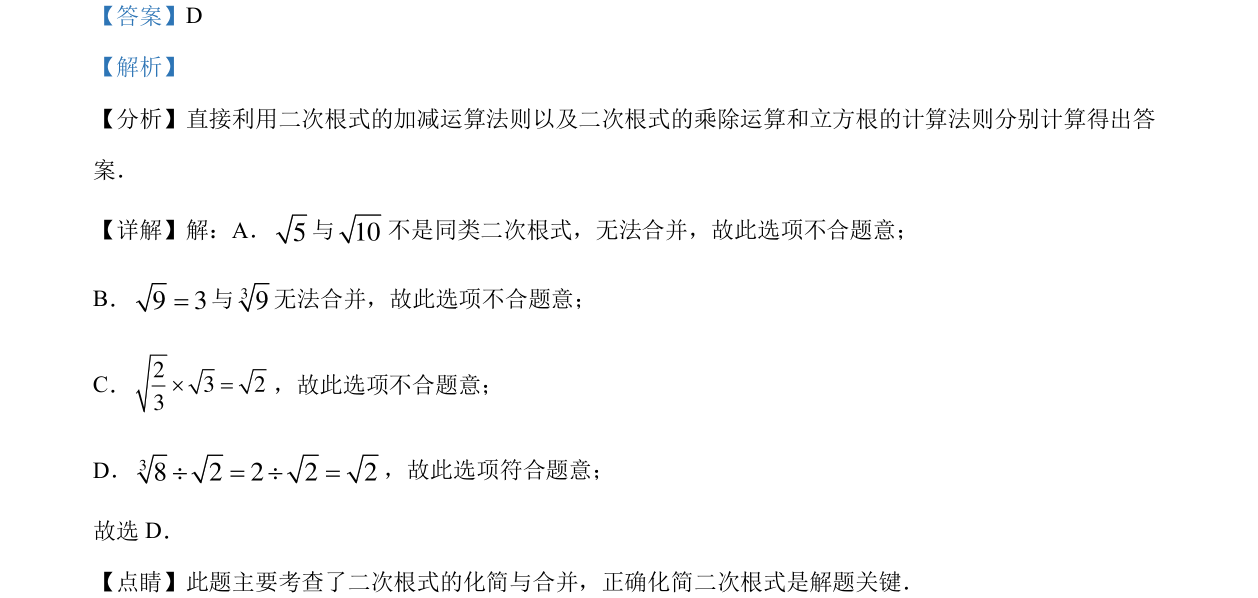 【答案】D
【解析】
【分析】直接利用二次根式的加减运算法则以及二次根式的乘除运算和立方根的计算法则分别计算得出答
案．
【详解】解：A． √5 与 √10 不是同类二次根式，无法合并，故此选项不合题意；
B． √9 = 3 与 ∛9 无法合并，故此选项不合题意；
C． √(2/3) × √3 = √2 ，故此选项不合题意；
D． ∛8 ÷ √2 = 2 ÷ √2 = √2 ，故此选项符合题意；
故选 D．
【点睛】此题主要考查了二次根式的化简与合并，正确化简二次根式是解题关键．